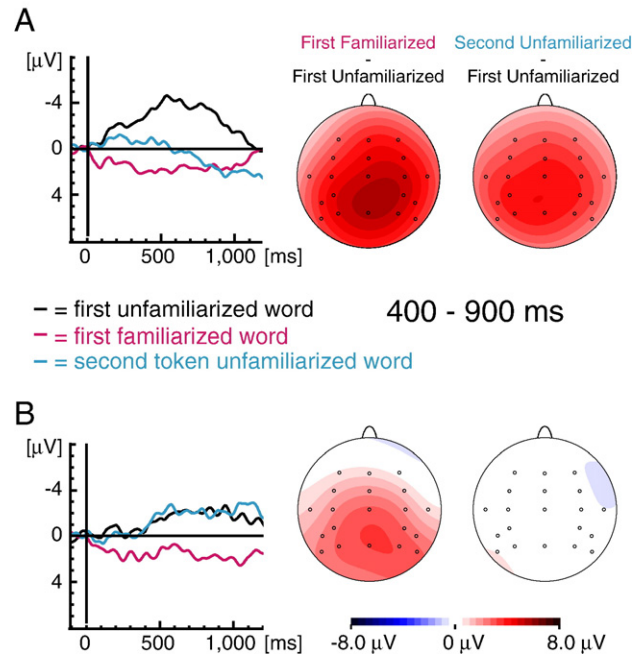 A
[μV]
-4
0
4
0 500 1,000 [ms]
First Familiarized
-
First Unfamiliarized
Second Unfamiliarized
-
First Unfamiliarized
– = first unfamiliarized word
– = first familiarized word
– = second token unfamiliarized word
400 - 900 ms
B
[μV]
-4
0
4
0 500 1,000 [ms]
-8.0 μV 0 μV 8.0 μV